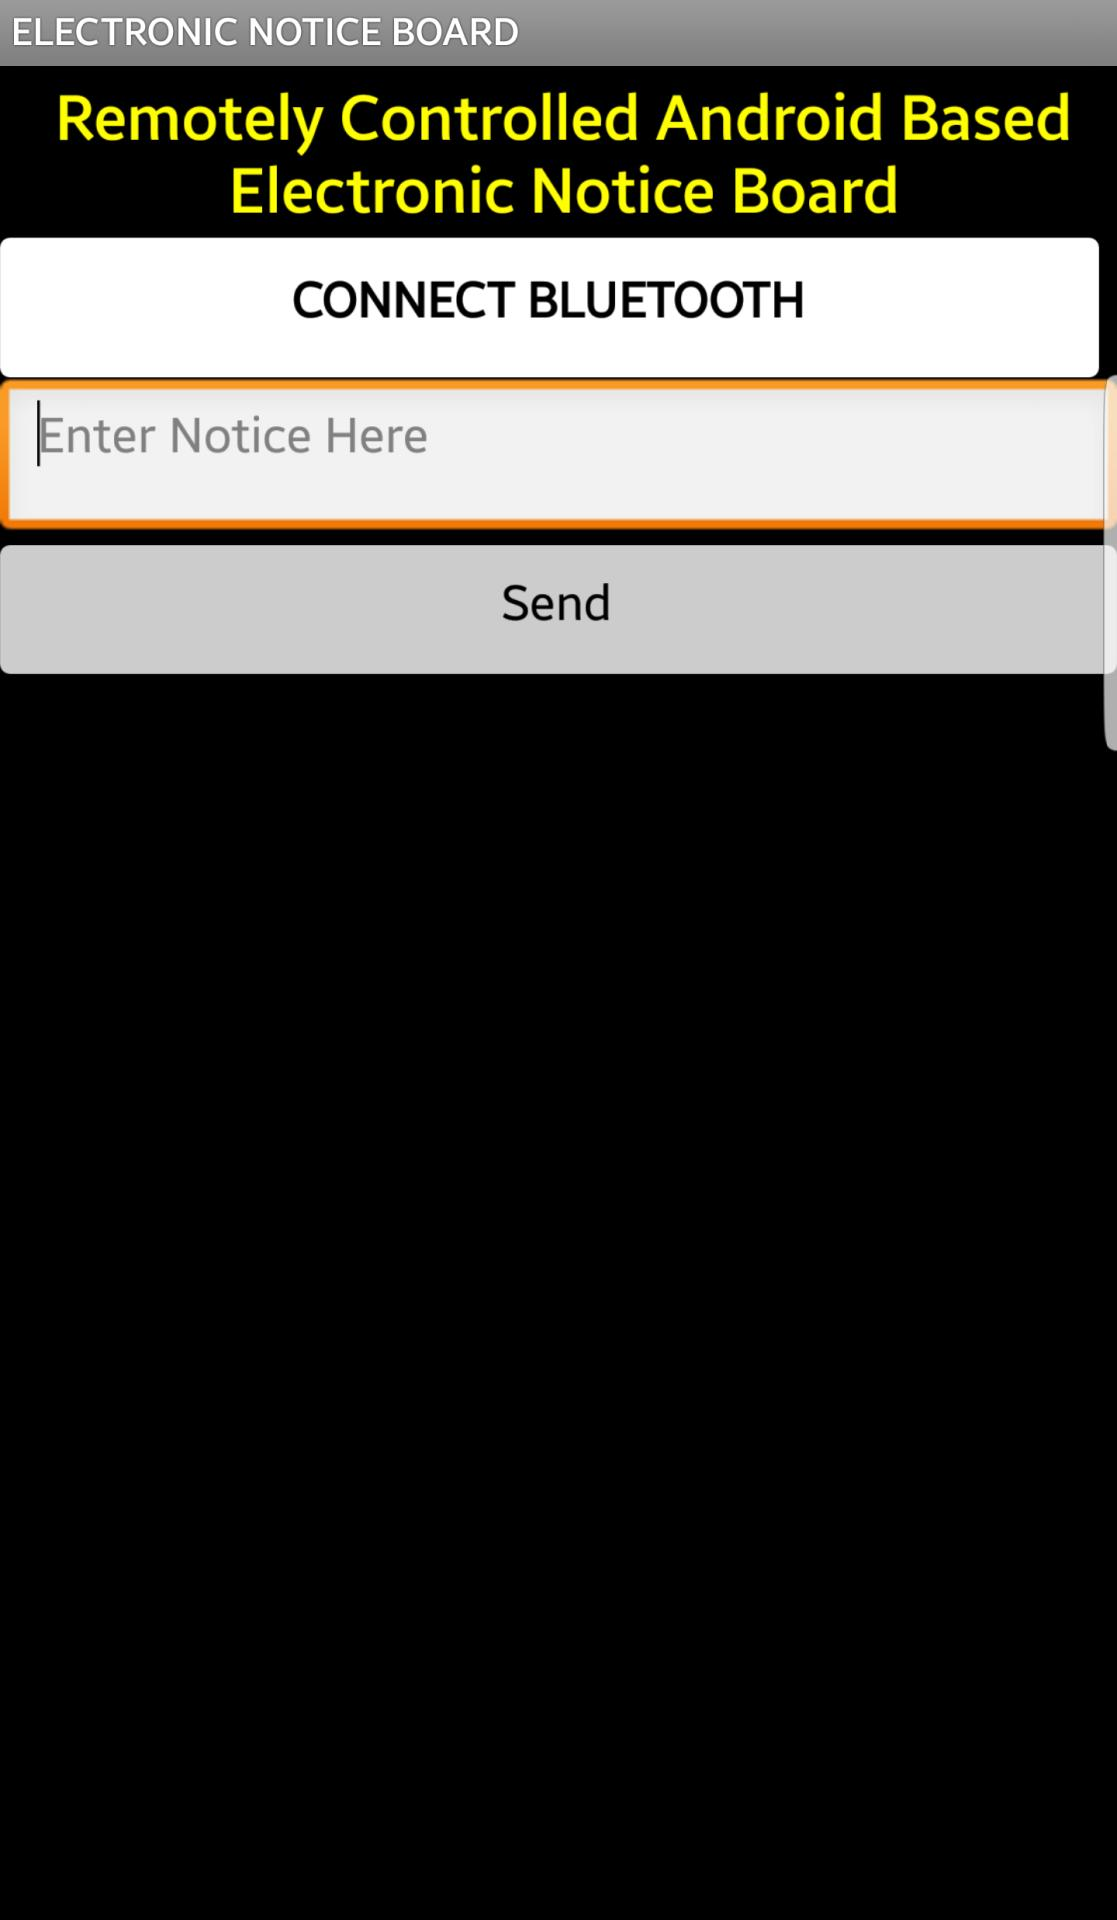 ELECTRONIC NOTICE BOARD
Remotely Controlled Android Based
Electronic Notice Board
CONNECT BLUETOOTH
Enter Notice Here
Send